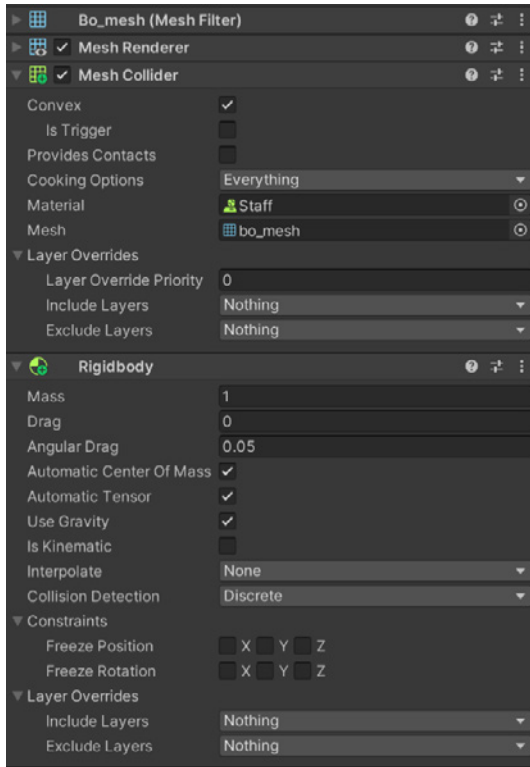 Bo_mesh (Mesh Filter)
Mesh Renderer
Mesh Collider
Convex
Is Trigger
Provides Contacts
Cooking Options Everything
Material Staff
Mesh bo_mesh
Layer Overrides
Layer Override Priority 0
Include Layers Nothing
Exclude Layers Nothing
Rigidbody
Mass 1
Drag 0
Angular Drag 0.05
Automatic Center Of Mass
Automatic Tensor
Use Gravity
Is Kinematic
Interpolate None
Collision Detection Discrete
Constraints
Freeze Position X Y Z
Freeze Rotation X Y Z
Layer Overrides
Include Layers Nothing
Exclude Layers Nothing